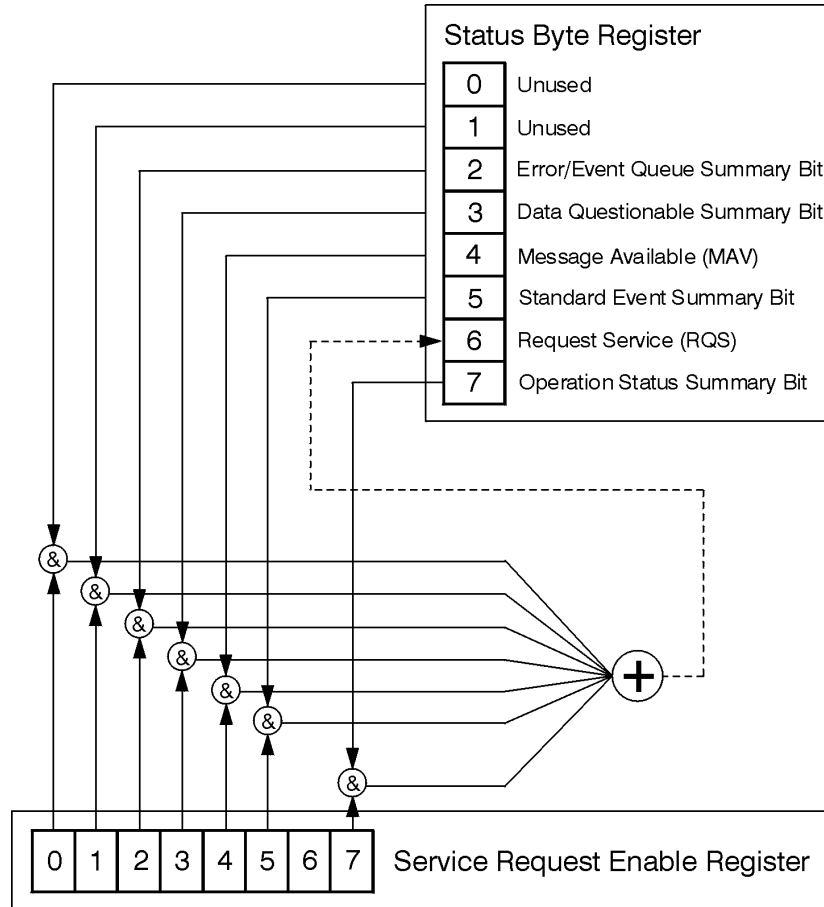 Status Byte Register
0 Unused
1 Unused
2 Error/Event Queue Summary Bit
3 Data Questionable Summary Bit
4 Message Available (MAV)
5 Standard Event Summary Bit
6 Request Service (RQS)
7 Operation Status Summary Bit
&
&
&
&
&
&
&
+
0 1 2 3 4 5 6 7 Service Request Enable Register